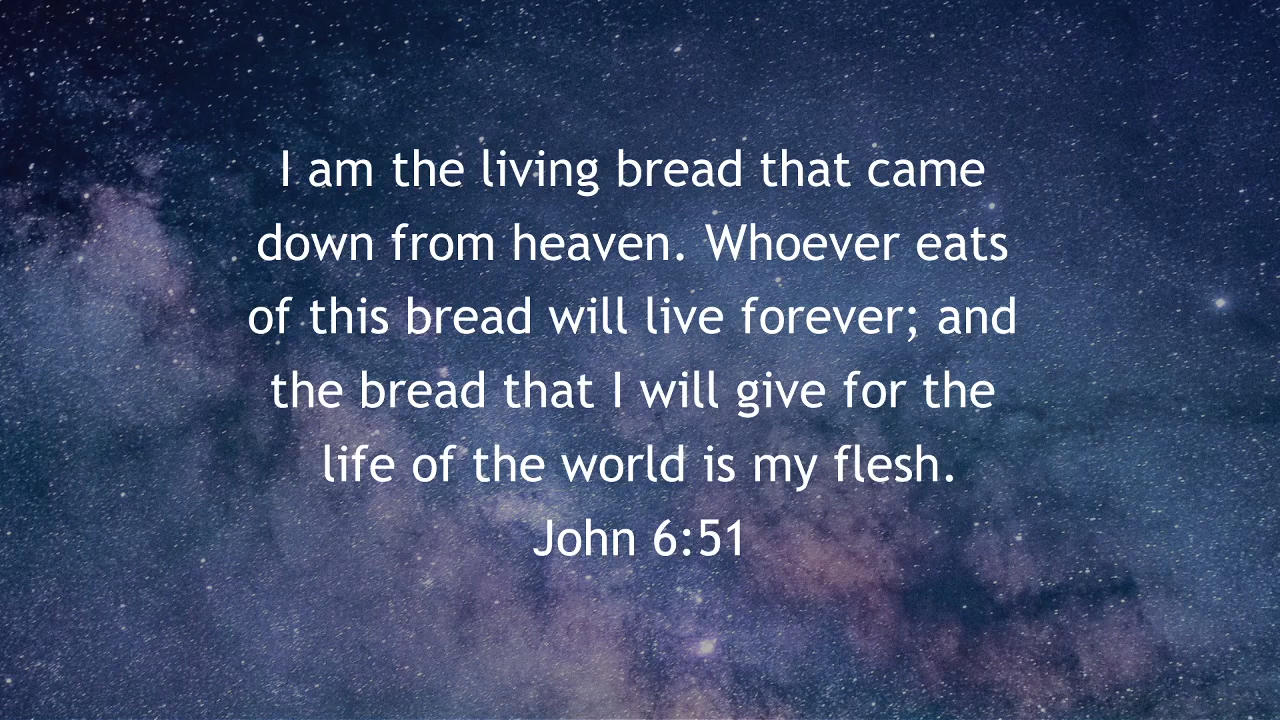 I am the living bread that came
down from heaven. Whoever eats
of this bread will live forever; and
the bread that I will give for the
life of the world is my flesh.
John 6:51